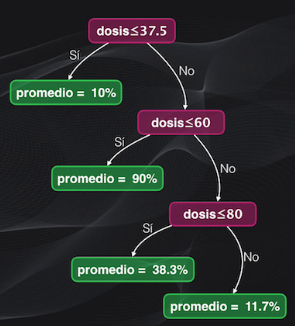 dosis≤37.5
Sí
No
promedio = 10%
dosis≤60
Sí
No
promedio = 90%
dosis≤80
Sí
No
promedio = 38.3%
promedio = 11.7%